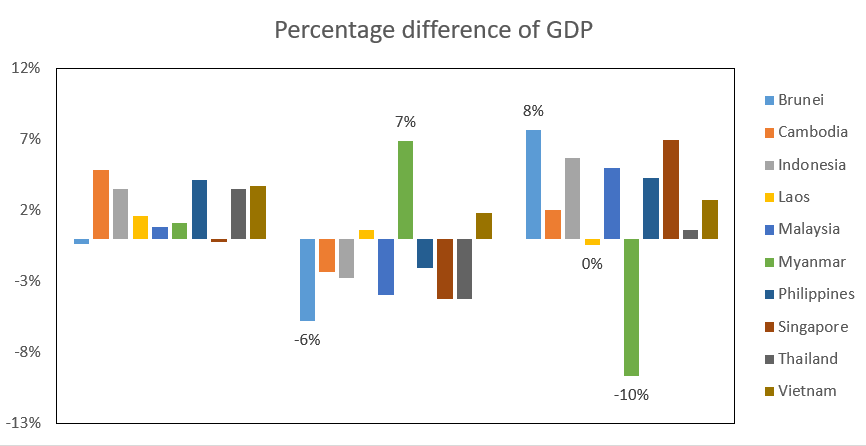 Percentage difference of GDP
12%
7%
2%
-3%
-8%
-13%
-6%
7%
8%
0%
-10%
Brunei
Cambodia
Indonesia
Laos
Malaysia
Myanmar
Philippines
Singapore
Thailand
Vietnam